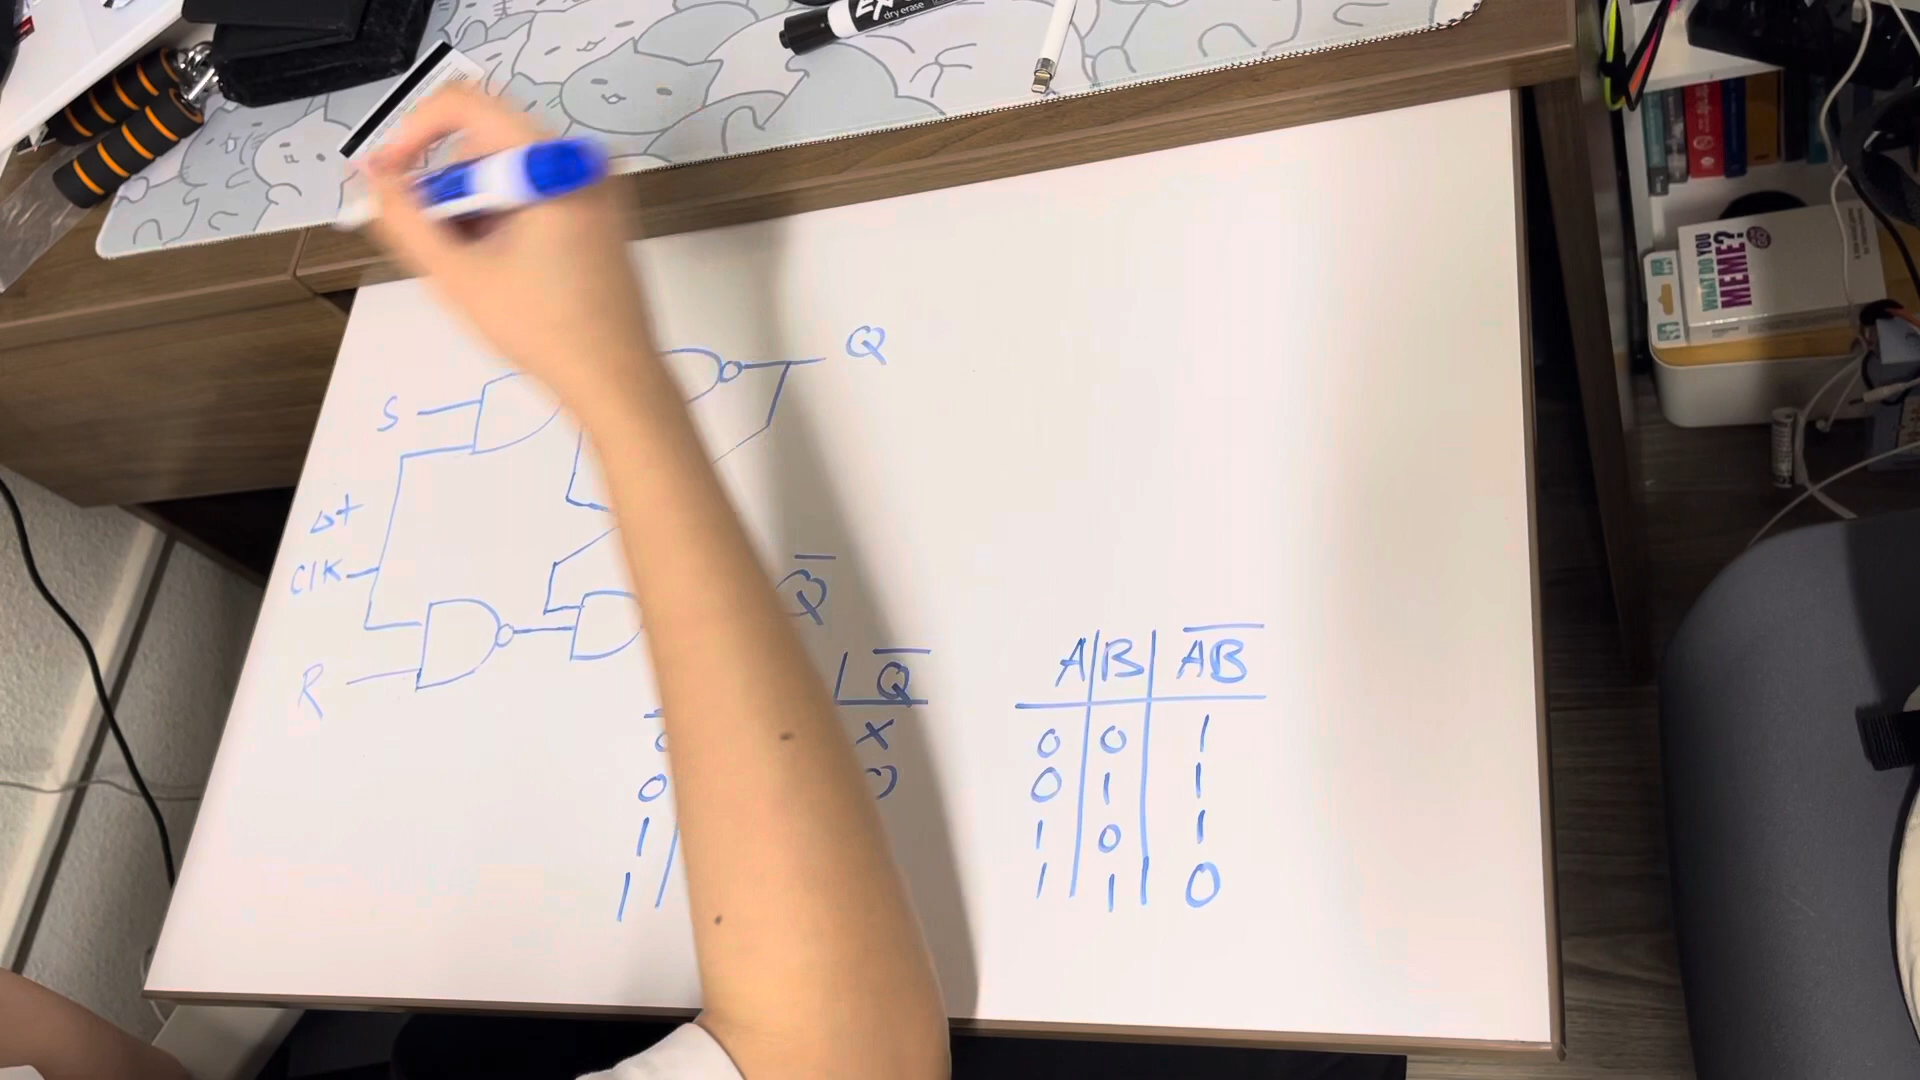 EX
dry erase
WHAT DO YOU
MEME?
Q
S
Δt
ClK
R
Q̅
Q̅
X
0
1
1
A B A̅B̅
0 0 1
0 1 1
1 0 1
1 1 0